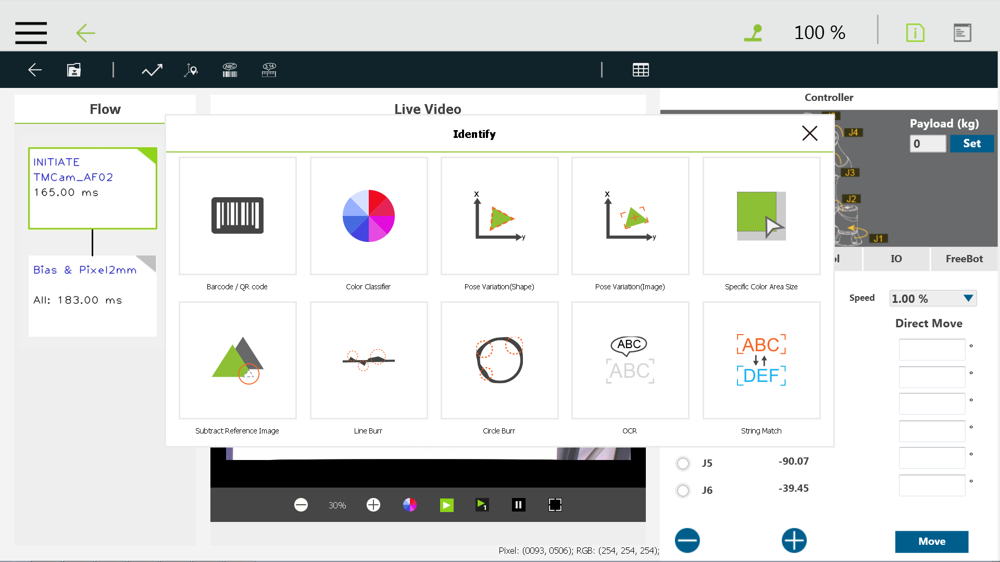 100 %
ABC
3.14
Flow
Live Video
Controller
Identify
Payload (kg)
0
Set
J4
J3
J2
J1
INITIATE
TMCam_AF02
165.00 ms
Bias & Pixel2mm
All: 183.00 ms
x
y
x
y
Barcode / QR code
Color Classifier
Pose Variation(Shape)
Pose Variation(Image)
Specific Color Area Size
ABC
ABC
ABC
DEF
Subtract Reference Image
Line Burr
Circle Burr
OCR
String Match
IO
FreeBot
Speed
1.00 %
Direct Move
°
°
°
°
°
°
J5
-90.07
J6
-39.45
30%
1
Move
Pixel: (0093, 0506); RGB: (254, 254, 254);